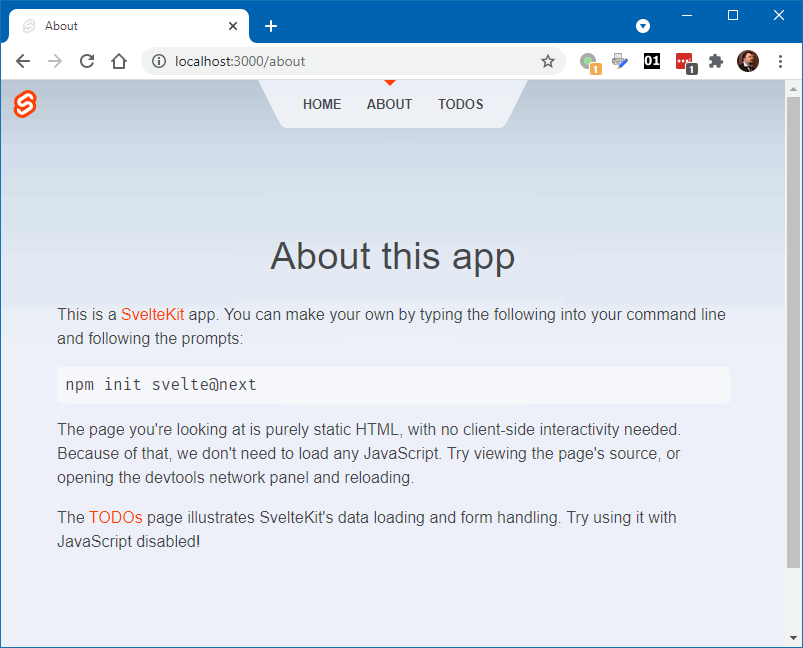 About
localhost:3000/about
1
01
1
HOME ABOUT TODOS
About this app
This is a SvelteKit app. You can make your own by typing the following into your command line
and following the prompts:
npm init svelte@next
The page you're looking at is purely static HTML, with no client-side interactivity needed.
Because of that, we don't need to load any JavaScript. Try viewing the page's source, or
opening the devtools network panel and reloading.
The TODOs page illustrates SvelteKit's data loading and form handling. Try using it with
JavaScript disabled!